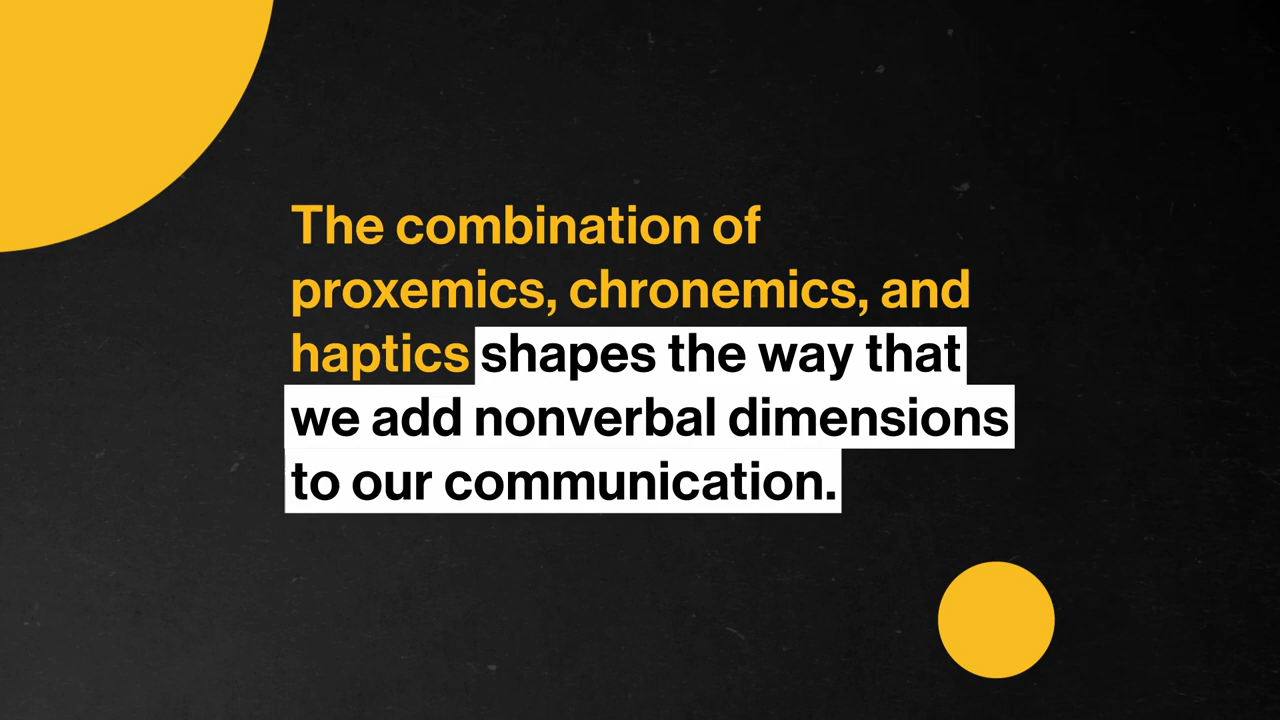 The combination of
proxemics, chronemics, and
haptics shapes the way that
we add nonverbal dimensions
to our communication.